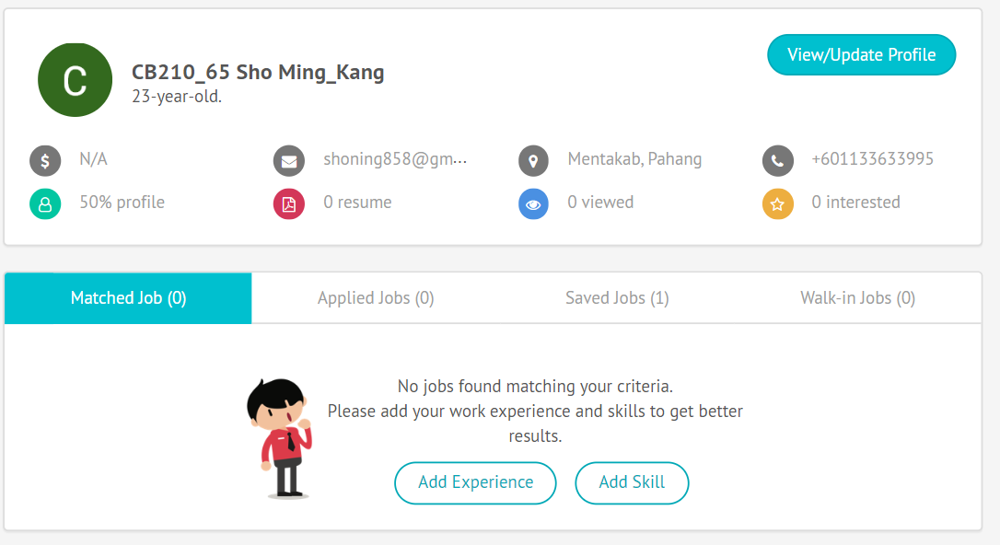 C
CB210_65 Sho Ming_Kang
23-year-old.
View/Update Profile
$ N/A
shoning858@gm...
Mentakab, Pahang
+601133633995
50% profile
0 resume
0 viewed
0 interested
Matched Job (0)
Applied Jobs (0)
Saved Jobs (1)
Walk-in Jobs (0)
No jobs found matching your criteria.
Please add your work experience and skills to get better
results.
Add Experience
Add Skill